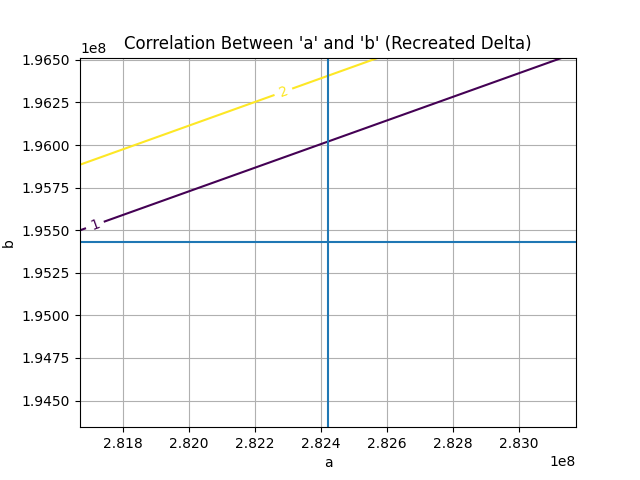 Correlation Between 'a' and 'b' (Recreated Delta)
1e8
1.9650
1.9625
1.9600
1.9575
1.9550
1.9525
1.9500
1.9475
1.9450
b
2
1
2.818 2.820 2.822 2.824 2.826 2.828 2.830
a
1e8